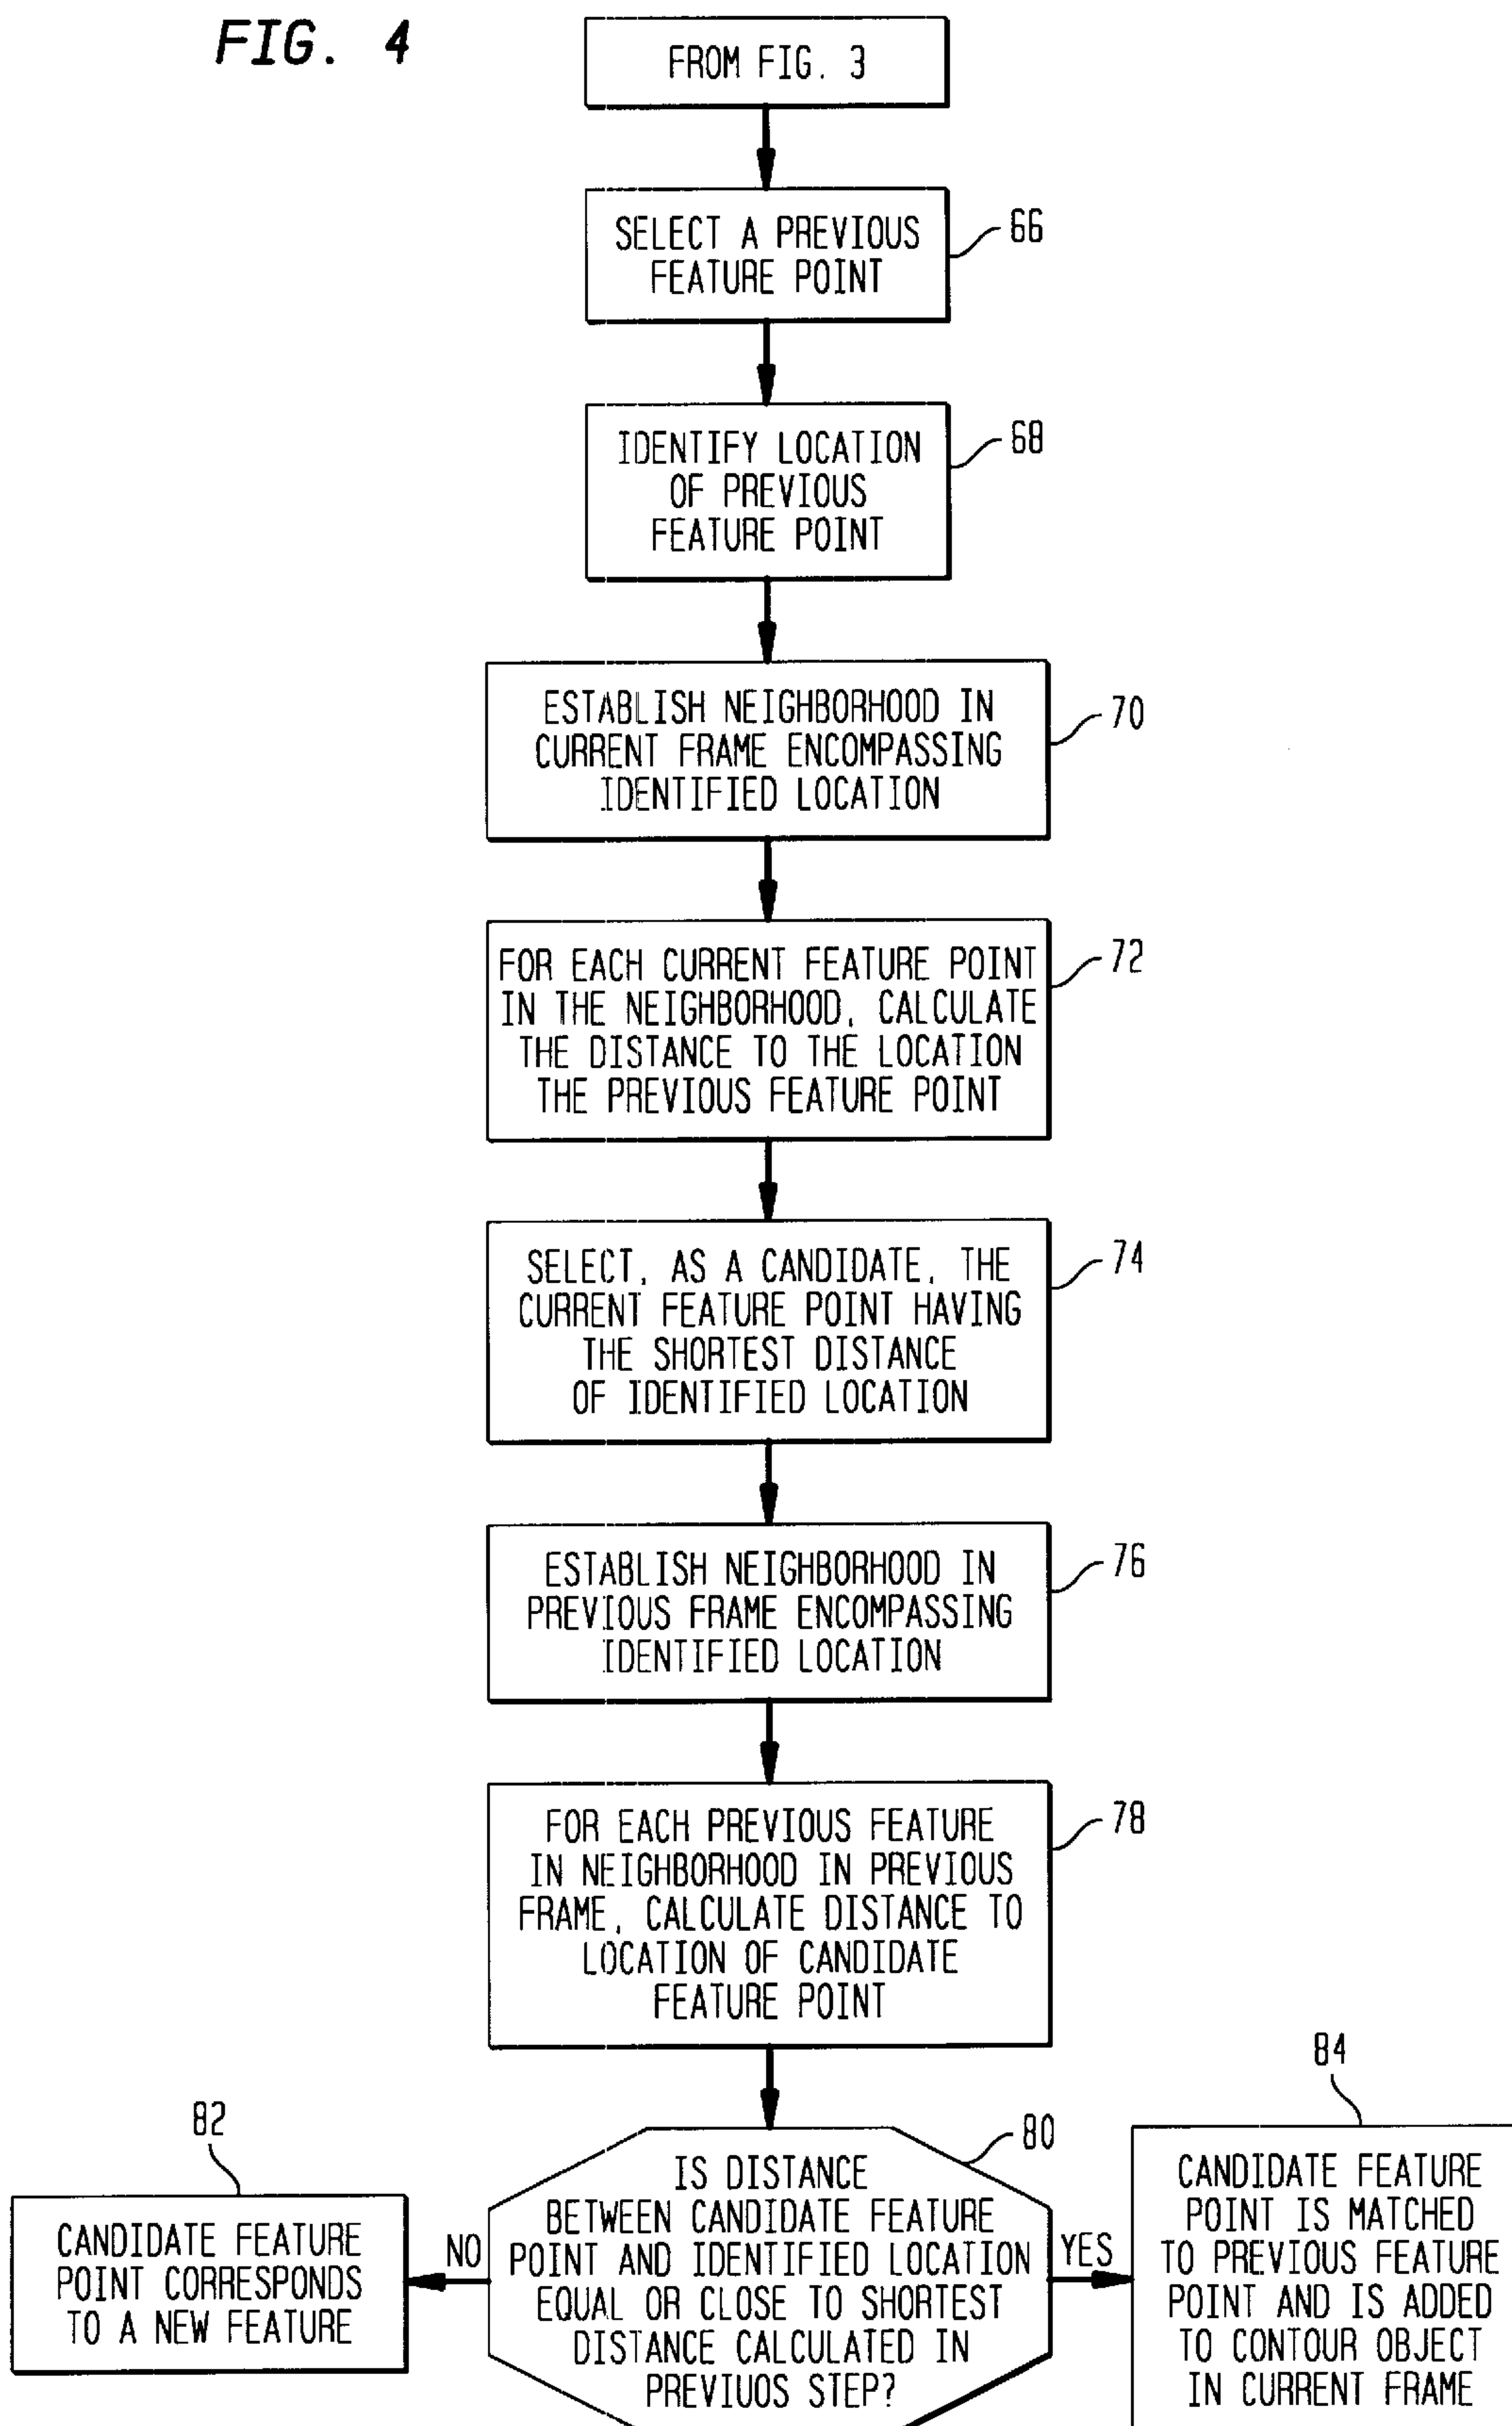 FIG. 4
FROM FIG. 3
SELECT A PREVIOUS
FEATURE POINT
66
IDENTIFY LOCATION
OF PREVIOUS
FEATURE POINT
68
ESTABLISH NEIGHBORHOOD IN
CURRENT FRAME ENCOMPASSING
IDENTIFIED LOCATION
70
FOR EACH CURRENT FEATURE POINT
IN THE NEIGHBORHOOD, CALCULATE
THE DISTANCE TO THE LOCATION
THE PREVIOUS FEATURE POINT
72
SELECT, AS A CANDIDATE, THE
CURRENT FEATURE POINT HAVING
THE SHORTEST DISTANCE
OF IDENTIFIED LOCATION
74
ESTABLISH NEIGHBORHOOD IN
PREVIOUS FRAME ENCOMPASSING
IDENTIFIED LOCATION
76
FOR EACH PREVIOUS FEATURE
IN NEIGHBORHOOD IN PREVIOUS
FRAME, CALCULATE DISTANCE TO
LOCATION OF CANDIDATE
FEATURE POINT
78
IS DISTANCE
BETWEEN CANDIDATE FEATURE
POINT AND IDENTIFIED LOCATION
EQUAL OR CLOSE TO SHORTEST
DISTANCE CALCULATED IN
PREVIUOS STEP?
80
NO
82
CANDIDATE FEATURE
POINT CORRESPONDS
TO A NEW FEATURE
YES
84
CANDIDATE FEATURE
POINT IS MATCHED
TO PREVIOUS FEATURE
POINT AND IS ADDED
TO CONTOUR OBJECT
IN CURRENT FRAME